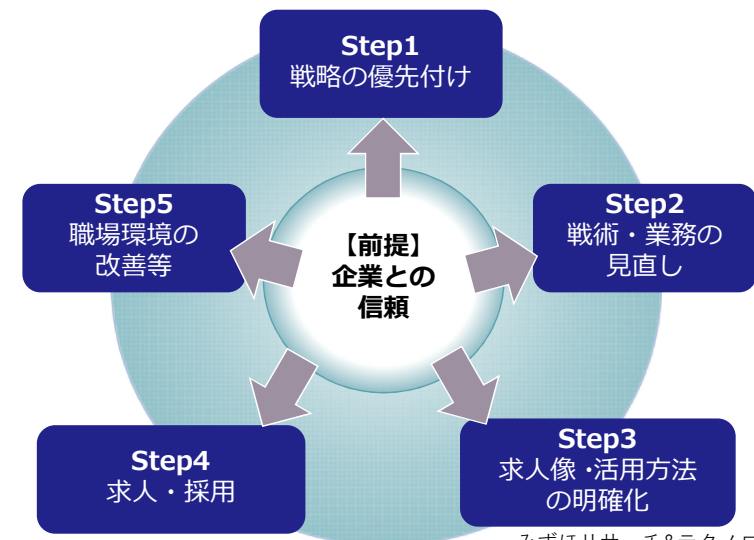 Step1
戦略の優先付け
Step5
職場環境の
改善等
【前提】
企業との
信頼
Step2
戦術・業務の
見直し
Step4
求人・採用
Step3
求人像・活用方法
の明確化